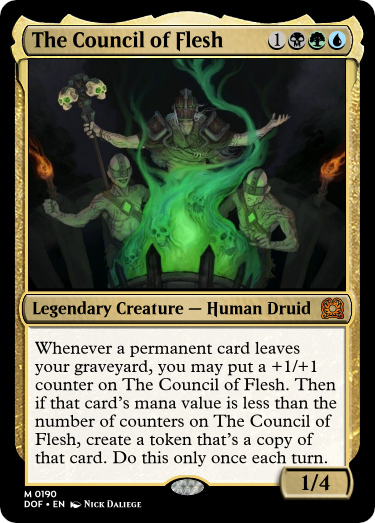 The Council of Flesh 1
Legendary Creature — Human Druid
Whenever a permanent card leaves
your graveyard, you may put a +1/+1
counter on The Council of Flesh. Then
if that card's mana value is less than the
number of counters on The Council of
Flesh, create a token that's a copy of
that card. Do this only once each turn.
1/4
M 0190
DOF • EN Nick Daliege